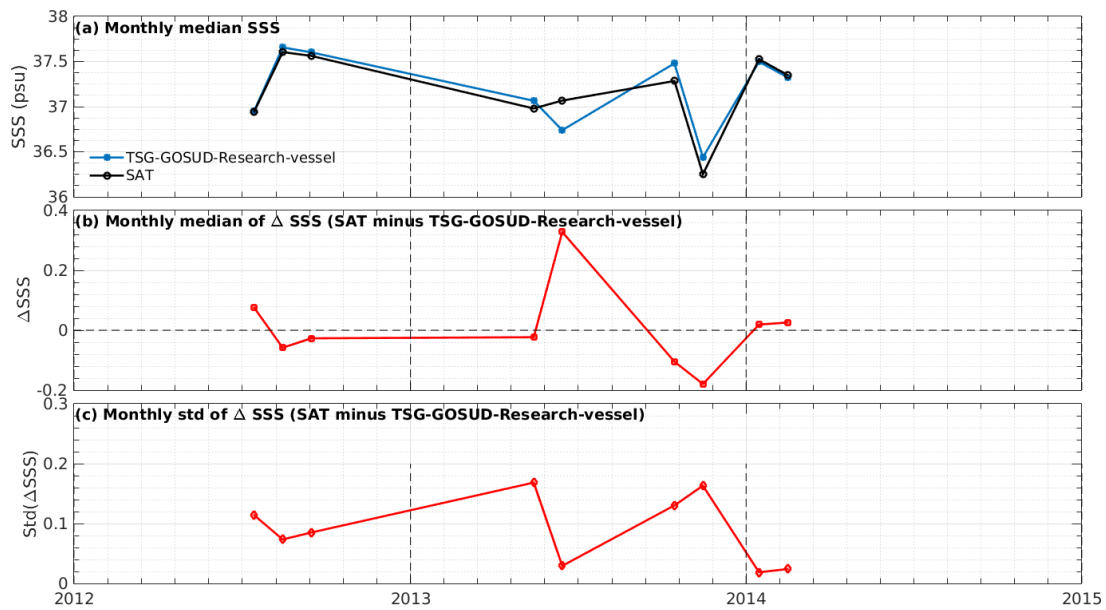 (a) Monthly median SSS
38
37.5
37
36.5
36
SSS (psu)
TSG-GOSUD-Research-vessel
SAT
(b) Monthly median of Δ SSS (SAT minus TSG-GOSUD-Research-vessel)
0.4
0.2
0
-0.2
ΔSSS
(c) Monthly std of Δ SSS (SAT minus TSG-GOSUD-Research-vessel)
0.3
0.2
0.1
0
Std(ΔSSS)
2012
2013
2014
2015